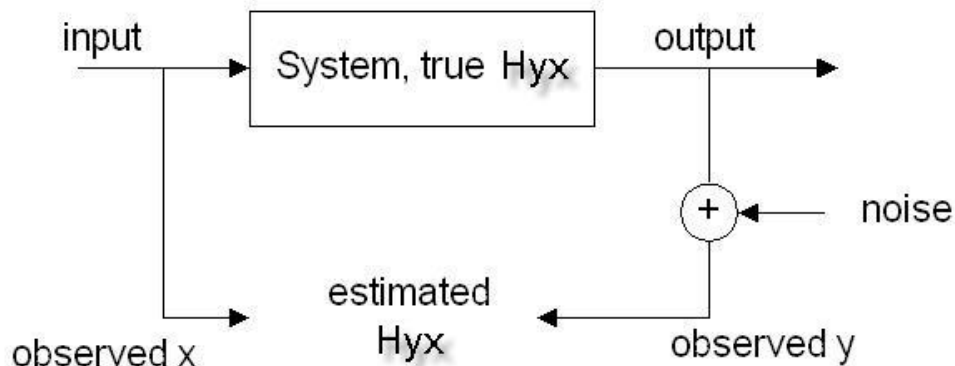 input
System, true Hyx
output
+
noise
estimated
Hyx
observed x
observed y